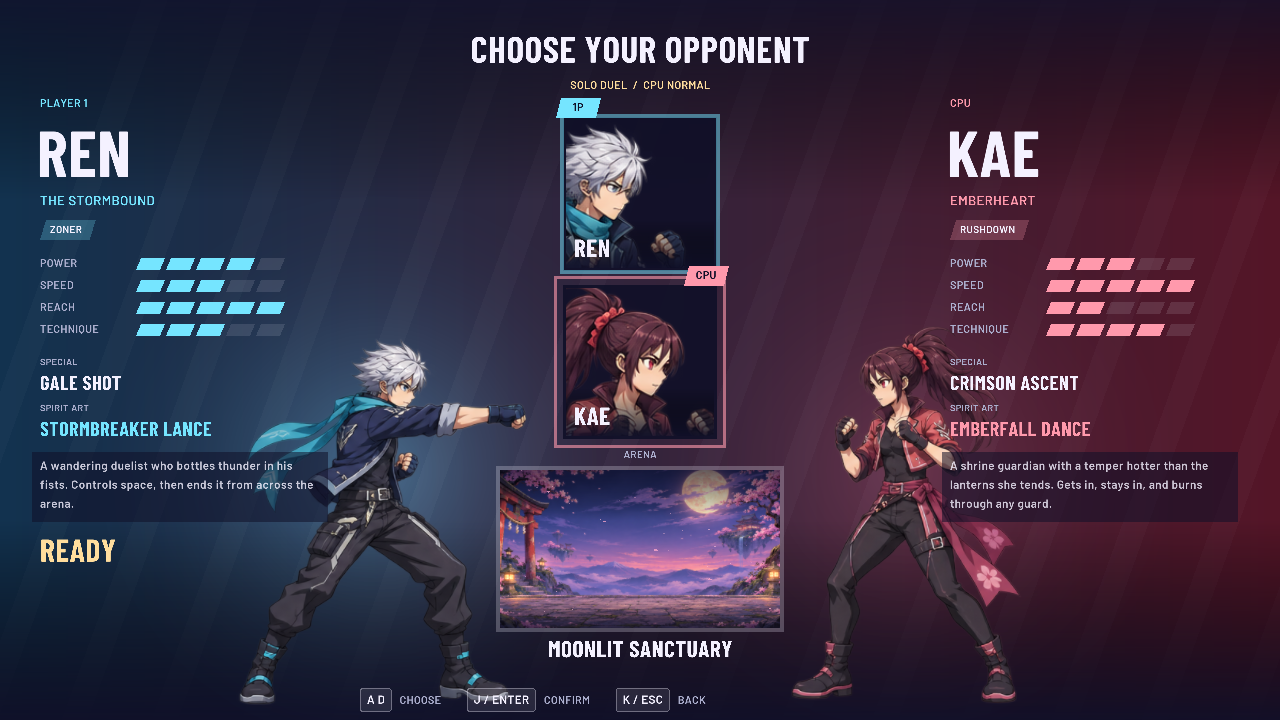 CHOOSE YOUR OPPONENT
SOLO DUEL / CPU NORMAL
PLAYER 1
REN
THE STORMBOUND
ZONER
POWER
SPEED
REACH
TECHNIQUE
SPECIAL
GALE SHOT
SPIRIT ART
STORMBREAKER LANCE
A wandering duelist who bottles thunder in his
fists. Controls space, then ends it from across the
arena.
READY
1P
REN
CPU
KAE
ARENA
MOONLIT SANCTUARY
CPU
KAE
EMBERHEART
RUSHDOWN
POWER
SPEED
REACH
TECHNIQUE
SPECIAL
CRIMSON ASCENT
SPIRIT ART
EMBERFALL DANCE
A shrine guardian with a temper hotter than the
lanterns she tends. Gets in, stays in, and burns
through any guard.
A D CHOOSE J / ENTER CONFIRM K / ESC BACK